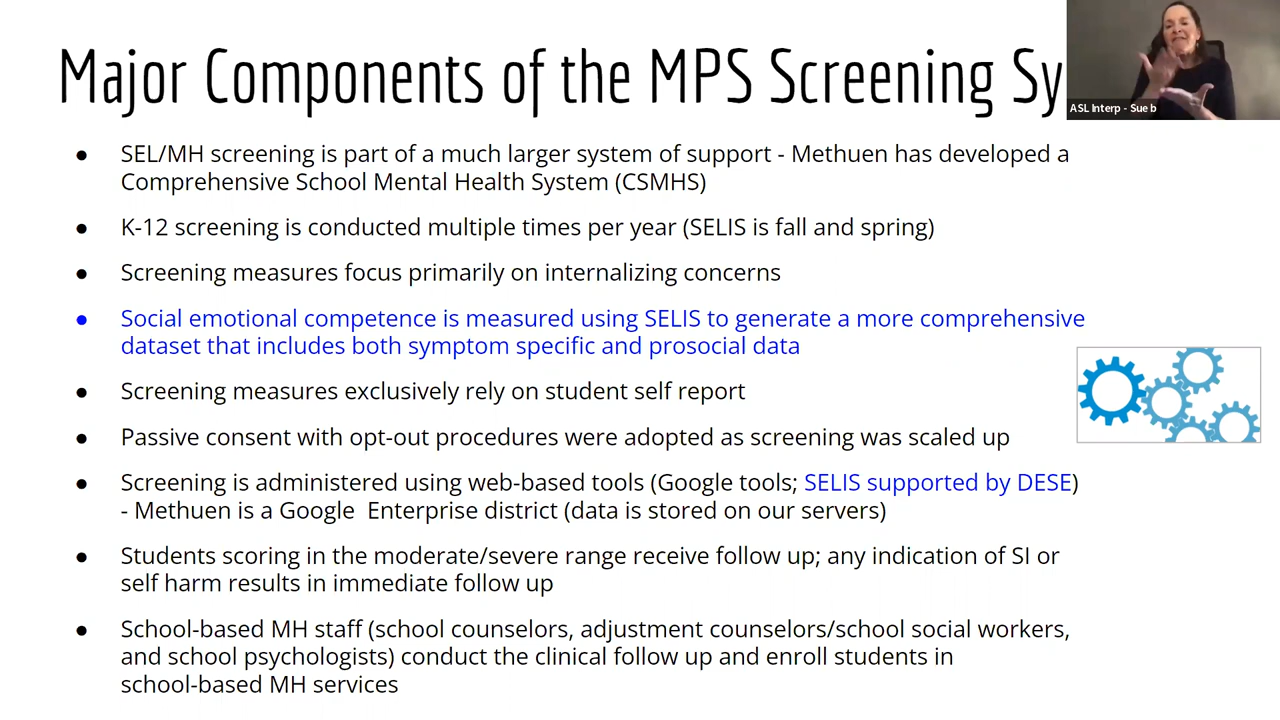 Major Components of the MPS Screening Sy
ASL Interp - Sue b
● SEL/MH screening is part of a much larger system of support - Methuen has developed a
Comprehensive School Mental Health System (CSMHS)
● K-12 screening is conducted multiple times per year (SELIS is fall and spring)
● Screening measures focus primarily on internalizing concerns
● Social emotional competence is measured using SELIS to generate a more comprehensive
dataset that includes both symptom specific and prosocial data
● Screening measures exclusively rely on student self report
● Passive consent with opt-out procedures were adopted as screening was scaled up
● Screening is administered using web-based tools (Google tools; SELIS supported by DESE)
- Methuen is a Google Enterprise district (data is stored on our servers)
● Students scoring in the moderate/severe range receive follow up; any indication of SI or
self harm results in immediate follow up
● School-based MH staff (school counselors, adjustment counselors/school social workers,
and school psychologists) conduct the clinical follow up and enroll students in
school-based MH services